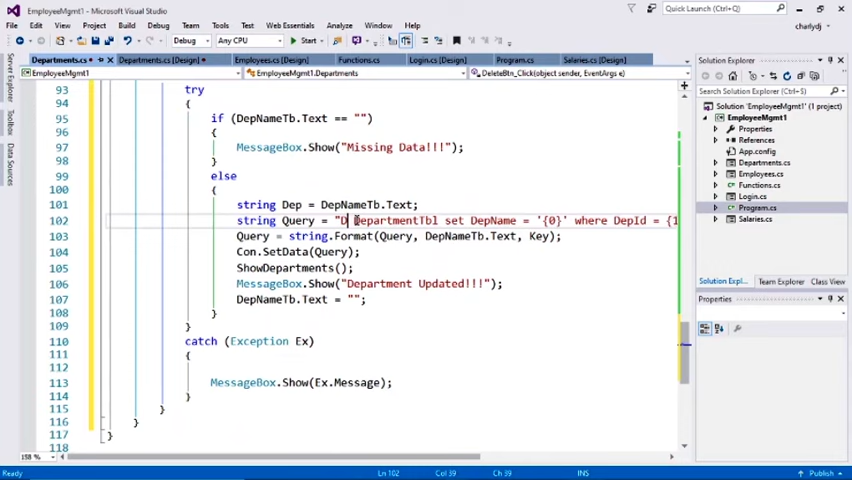 EmployeeMgmt1 - Microsoft Visual Studio
Quick Launch (Ctrl+Q)
File Edit View Project Build Debug Team Tools Test Web Essentials Analyze Window Help
charlydj
Debug Any CPU Start
Departments.cs Departments.cs [Design] Employees.cs [Design] Functions.cs Login.cs [Design] Program.cs Salaries.cs [Design]
EmployeeMgmt1 EmployeeMgmt1.Departments DeleteBtn_Click(object sender, EventArgs e)
Server Explorer
Toolbox
Data Sources
93 try
94 {
95 if (DepNameTb.Text == "")
96 {
97 MessageBox.Show("Missing Data!!!");
98 }
99 else
100 {
101 string Dep = DepNameTb.Text;
102 string Query = "D DepartmentTbl set DepName = '{0}' where DepId = {1
103 Query = string.Format(Query, DepNameTb.Text, Key);
104 Con.SetData(Query);
105 ShowDepartments();
106 MessageBox.Show("Department Updated!!!");
107 DepNameTb.Text = "";
108 }
109 }
110 catch (Exception Ex)
111 {
112
113 MessageBox.Show(Ex.Message);
114 }
115 }
116 }
117 }
118
158 %
Solution Explorer
Search Solution Explorer (Ctrl+;)
Solution 'EmployeeMgmt1' (1 project)
EmployeeMgmt1
Properties
References
App.config
Departments.cs
Employees.cs
Functions.cs
Login.cs
Program.cs
Salaries.cs
Solution Expl... Team Explorer Class View
Properties
Ln 102 Col 39 Ch 39 INS Publish